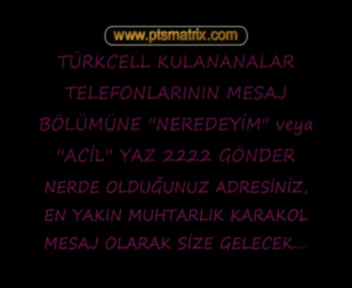 www.ptsmatrix.com
TÜRKCELL KULANANALAR
TELEFONLARININ MESAJ
BÖLÜMÜNE "NEREDEYİM" veya
"ACİL" YAZ 2222 GÖNDER
NERDE OLDUĞUNUZ ADRESİNİZ,
EN YAKIN MUHTARLIK KARAKOL
MESAJ OLARAK SİZE GELECEK....